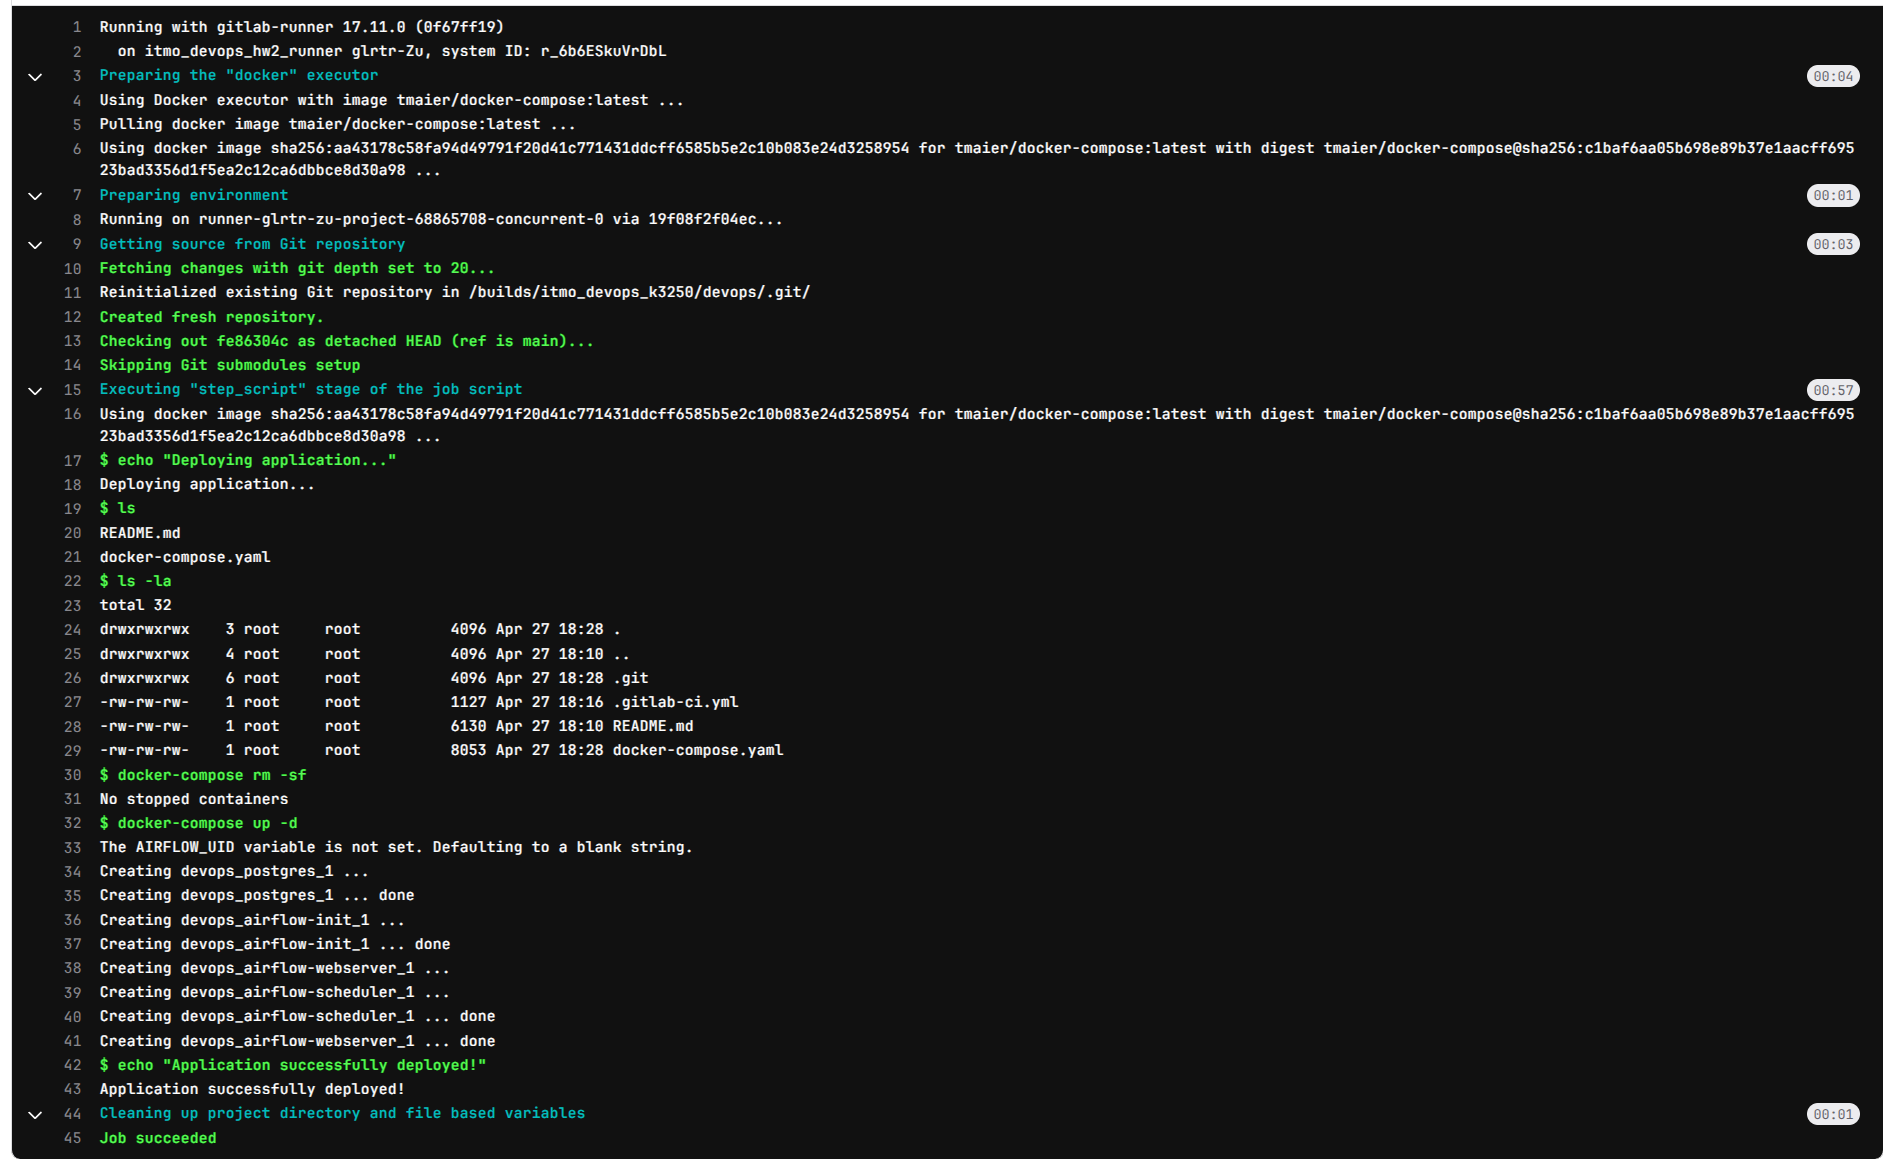 1 Running with gitlab-runner 17.11.0 (0f67ff19)
2   on itmo_devops_hw2_runner glrtr-Zu, system ID: r_6b6ESkuVrDbL
3 Preparing the "docker" executor 00:04
4 Using Docker executor with image tmaier/docker-compose:latest ...
5 Pulling docker image tmaier/docker-compose:latest ...
6 Using docker image sha256:aa43178c58fa94d49791f20d41c771431ddcff6585b5e2c10b083e24d3258954 for tmaier/docker-compose:latest with digest tmaier/docker-compose@sha256:c1baf6aa05b698e89b37e1aacff695
23bad3356d1f5ea2c12ca6dbbce8d30a98 ...
7 Preparing environment 00:01
8 Running on runner-glrtr-zu-project-68865708-concurrent-0 via 19f08f2f04ec...
9 Getting source from Git repository 00:03
10 Fetching changes with git depth set to 20...
11 Reinitialized existing Git repository in /builds/itmo_devops_k3250/devops/.git/
12 Created fresh repository.
13 Checking out fe86304c as detached HEAD (ref is main)...
14 Skipping Git submodules setup
15 Executing "step_script" stage of the job script 00:57
16 Using docker image sha256:aa43178c58fa94d49791f20d41c771431ddcff6585b5e2c10b083e24d3258954 for tmaier/docker-compose:latest with digest tmaier/docker-compose@sha256:c1baf6aa05b698e89b37e1aacff695
23bad3356d1f5ea2c12ca6dbbce8d30a98 ...
17 $ echo "Deploying application..."
18 Deploying application...
19 $ ls
20 README.md
21 docker-compose.yaml
22 $ ls -la
23 total 32
24 drwxrwxrwx    3 root     root          4096 Apr 27 18:28 .
25 drwxrwxrwx    4 root     root          4096 Apr 27 18:10 ..
26 drwxrwxrwx    6 root     root          4096 Apr 27 18:28 .git
27 -rw-rw-rw-    1 root     root          1127 Apr 27 18:16 .gitlab-ci.yml
28 -rw-rw-rw-    1 root     root          6130 Apr 27 18:10 README.md
29 -rw-rw-rw-    1 root     root          8053 Apr 27 18:28 docker-compose.yaml
30 $ docker-compose rm -sf
31 No stopped containers
32 $ docker-compose up -d
33 The AIRFLOW_UID variable is not set. Defaulting to a blank string.
34 Creating devops_postgres_1 ...
35 Creating devops_postgres_1 ... done
36 Creating devops_airflow-init_1 ...
37 Creating devops_airflow-init_1 ... done
38 Creating devops_airflow-webserver_1 ...
39 Creating devops_airflow-scheduler_1 ...
40 Creating devops_airflow-scheduler_1 ... done
41 Creating devops_airflow-webserver_1 ... done
42 $ echo "Application successfully deployed!"
43 Application successfully deployed!
44 Cleaning up project directory and file based variables 00:01
45 Job succeeded